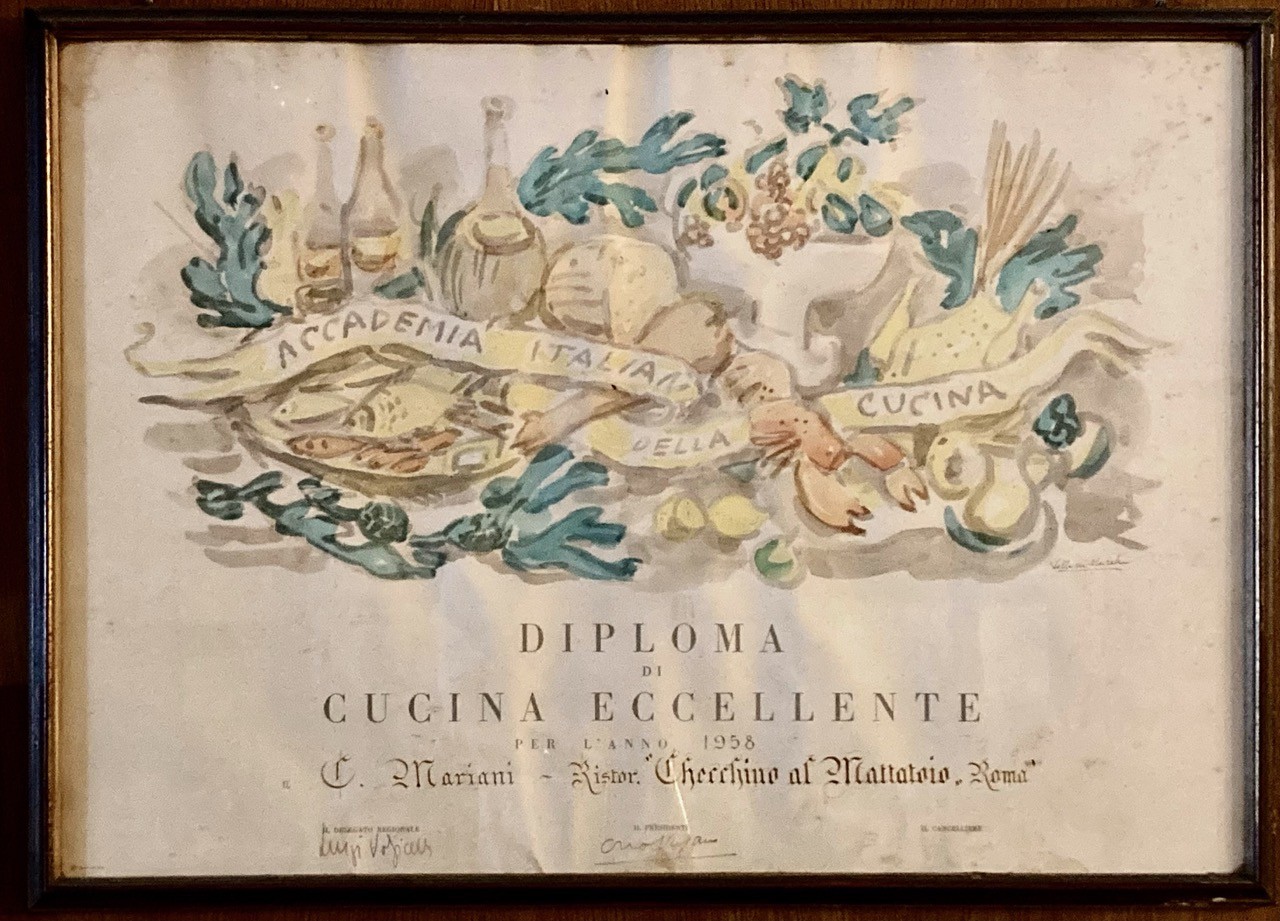 ACCADEMIA ITALIANA
DELLA
CUCINA
DIPLOMA
DI
CUCINA ECCELLENTE
PER L'ANNO 1958
a C. Mariani - Ristor. "Checchino al Mattatoio„ Roma"
IL DELEGATO REGIONALE
IL PRESIDENTE
IL CANCELLIERE
Luigi